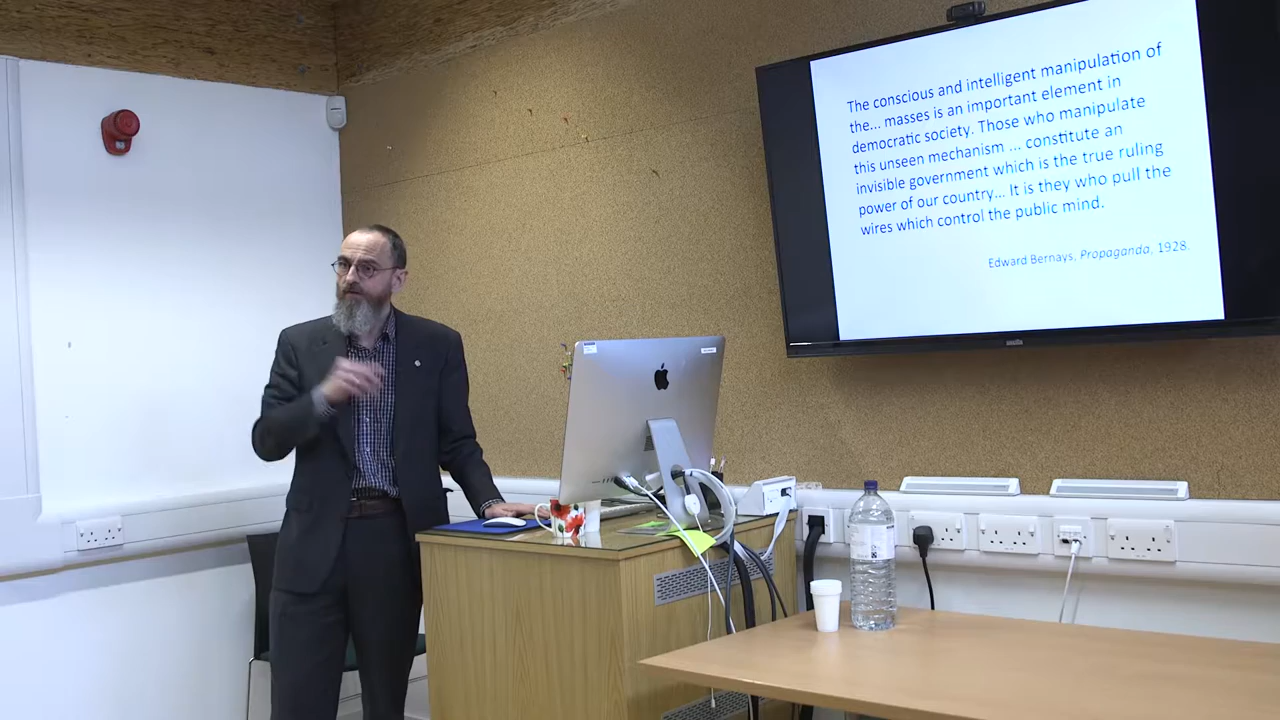 The conscious and intelligent manipulation of
the... masses is an important element in
democratic society. Those who manipulate
this unseen mechanism ... constitute an
invisible government which is the true ruling
power of our country... It is they who pull the
wires which control the public mind.
Edward Bernays, Propaganda, 1928.